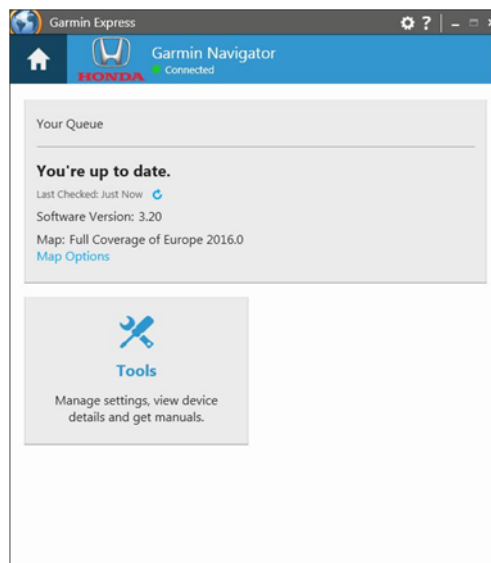 Garmin Express
?
HONDA
Garmin Navigator
Connected
Your Queue
You're up to date.
Last Checked: Just Now
Software Version: 3.20
Map: Full Coverage of Europe 2016.0
Map Options
Tools
Manage settings, view device
details and get manuals.